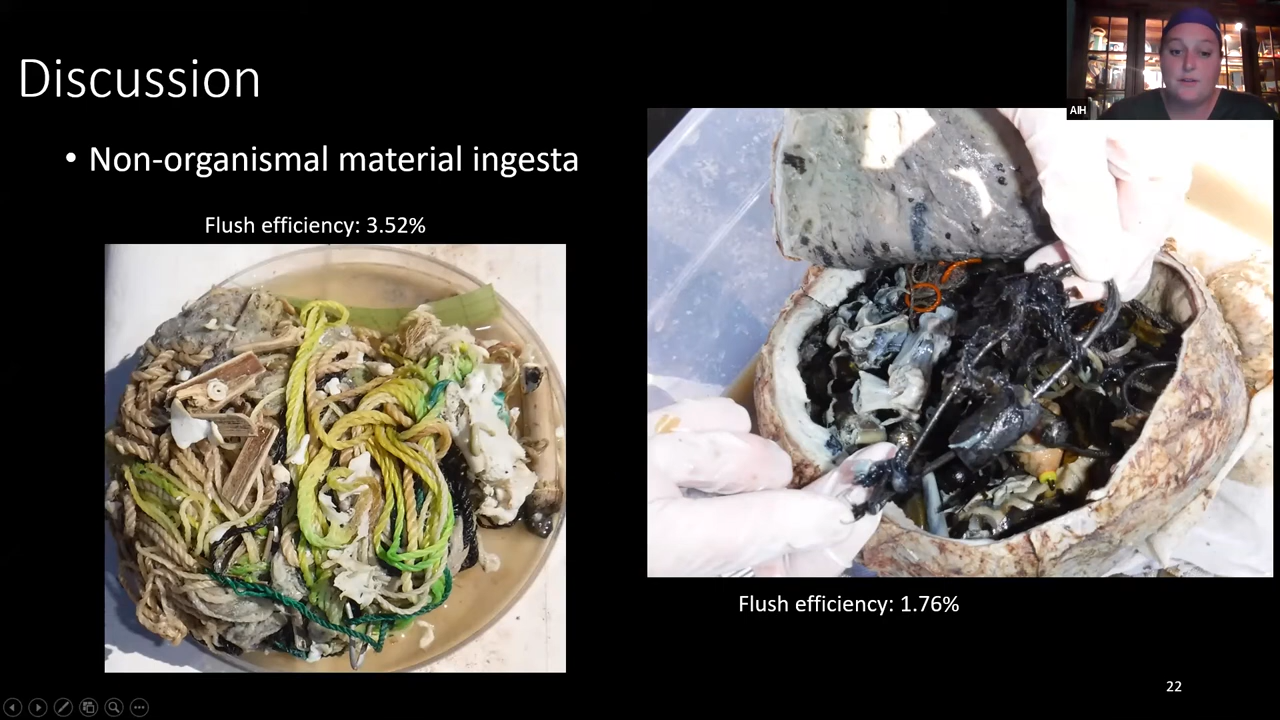 Discussion
• Non-organismal material ingesta
Flush efficiency: 3.52%
Flush efficiency: 1.76%
AIH
22